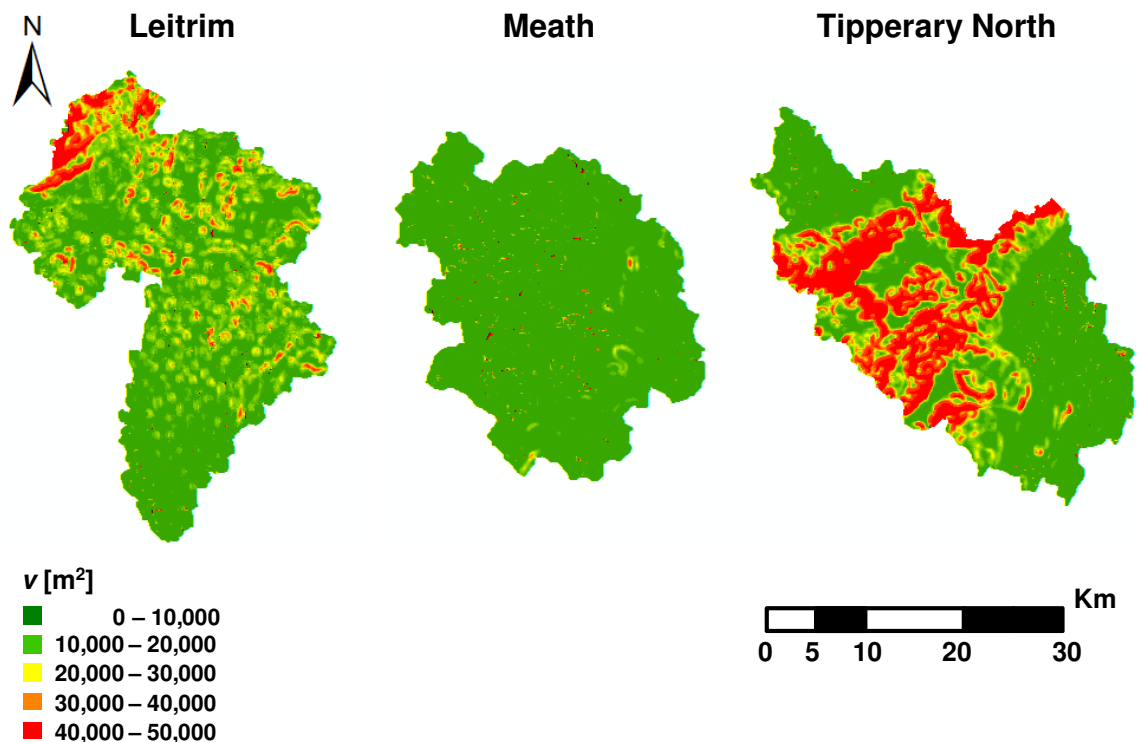 N
Leitrim
Meath
Tipperary North
v [m²]
0 – 10,000
10,000 – 20,000
20,000 – 30,000
30,000 – 40,000
40,000 – 50,000
Km
0 5 10 20 30